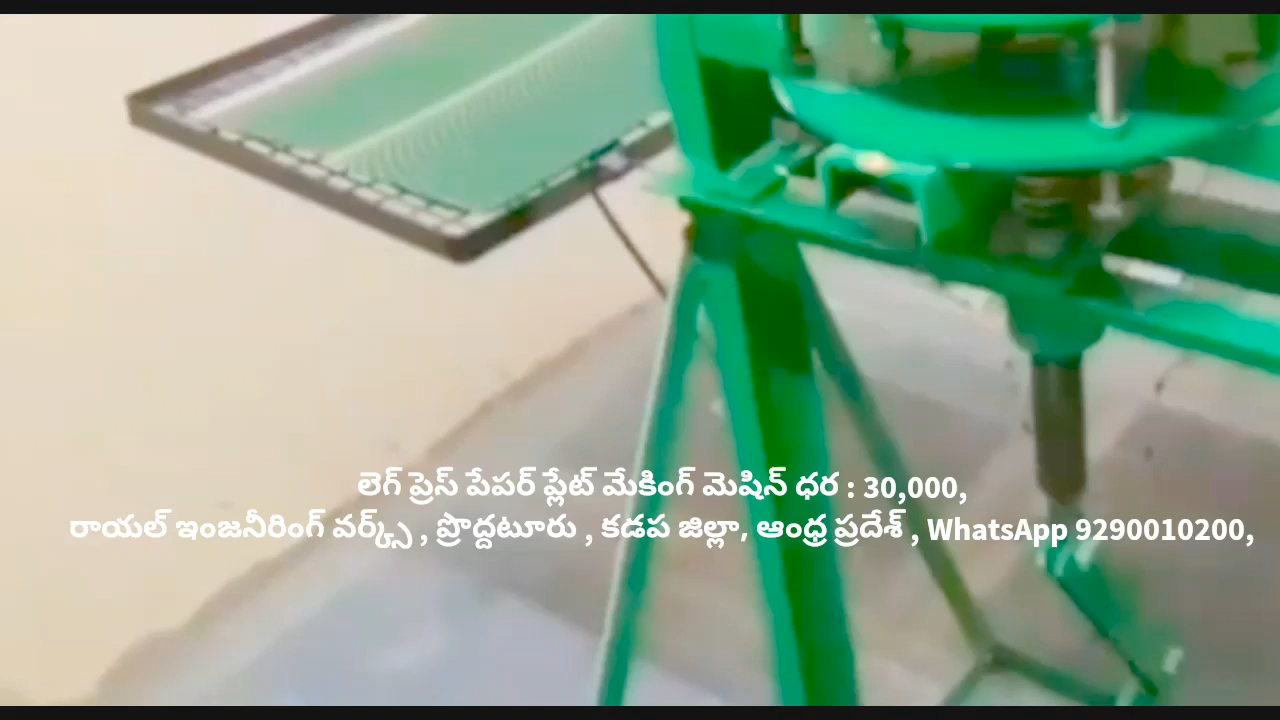 లెగ్ ప్రెస్ పేపర్ ప్లేట్ మేకింగ్ మెషిన్ ధర : 30,000,
రాయల్ ఇంజనీరింగ్ వర్క్స్ , ప్రొద్దటూరు , కడప జిల్లా, ఆంధ్ర ప్రదేశ్ , WhatsApp 9290010200,